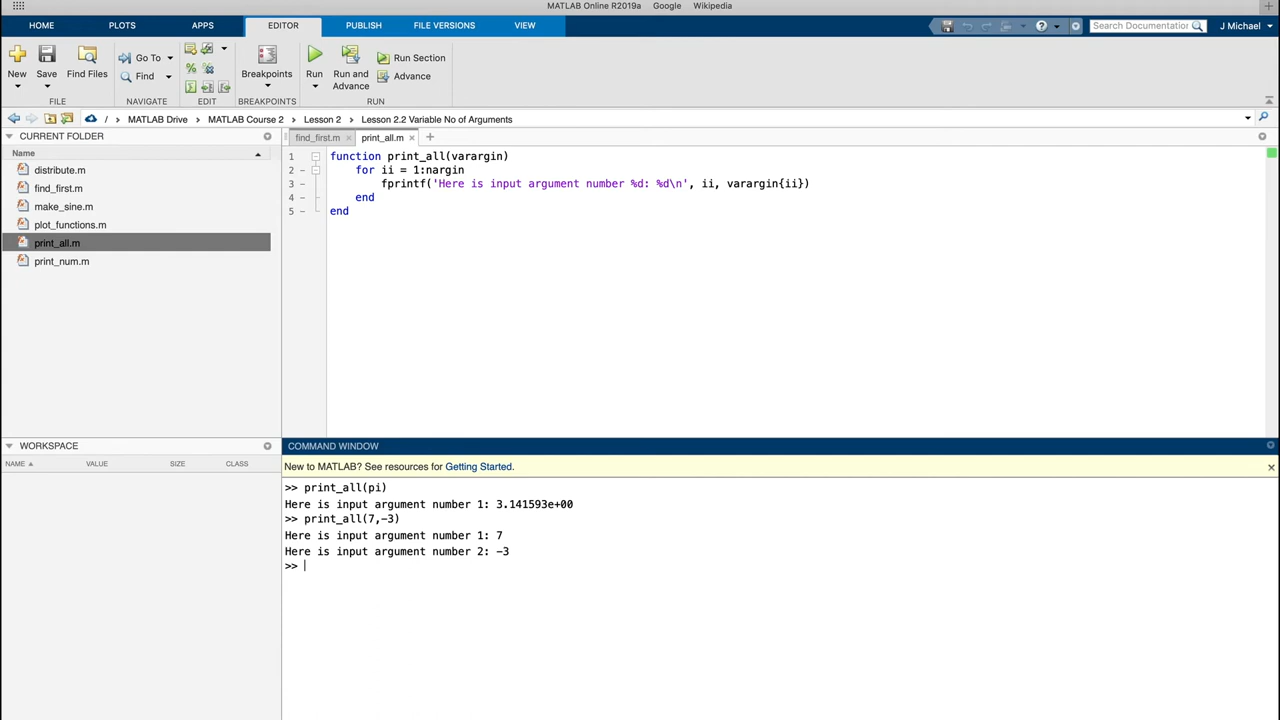 MATLAB Online R2019a Google Wikipedia
HOME PLOTS APPS EDITOR PUBLISH FILE VERSIONS VIEW
Search Documentation J Michael
New Save Find Files Go To Find Breakpoints Run Run and Advance Run Section Advance
FILE NAVIGATE EDIT BREAKPOINTS RUN
/ MATLAB Drive MATLAB Course 2 Lesson 2 Lesson 2.2 Variable No of Arguments
CURRENT FOLDER
Name
distribute.m
find_first.m
make_sine.m
plot_functions.m
print_all.m
print_num.m
find_first.m print_all.m
1 function print_all(varargin)
2 for ii = 1:nargin
3 fprintf('Here is input argument number %d: %d\n', ii, varargin{ii})
4 end
5 end
WORKSPACE
NAME VALUE SIZE CLASS
COMMAND WINDOW
New to MATLAB? See resources for Getting Started.
>> print_all(pi)
Here is input argument number 1: 3.141593e+00
>> print_all(7,-3)
Here is input argument number 1: 7
Here is input argument number 2: -3
>>